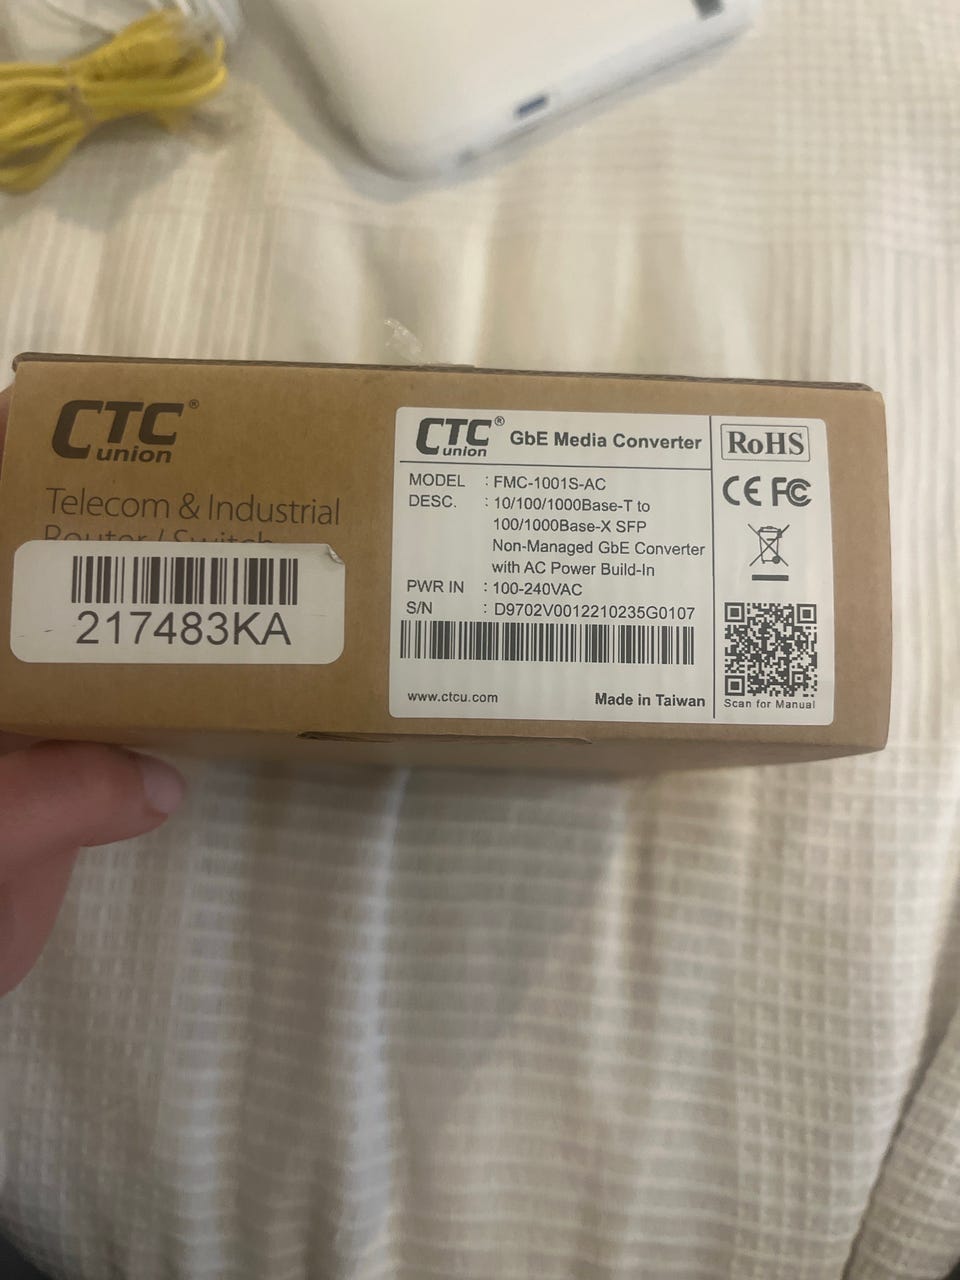 CTC®
union
Telecom & Industrial
Router / Switch
217483KA
CTC® union GbE Media Converter
MODEL : FMC-1001S-AC
DESC. : 10/100/1000Base-T to
100/1000Base-X SFP
Non-Managed GbE Converter
with AC Power Build-In
PWR IN : 100-240VAC
S/N : D9702V0012210235G0107
www.ctcu.com Made in Taiwan
RoHS
CE FC
Scan for Manual